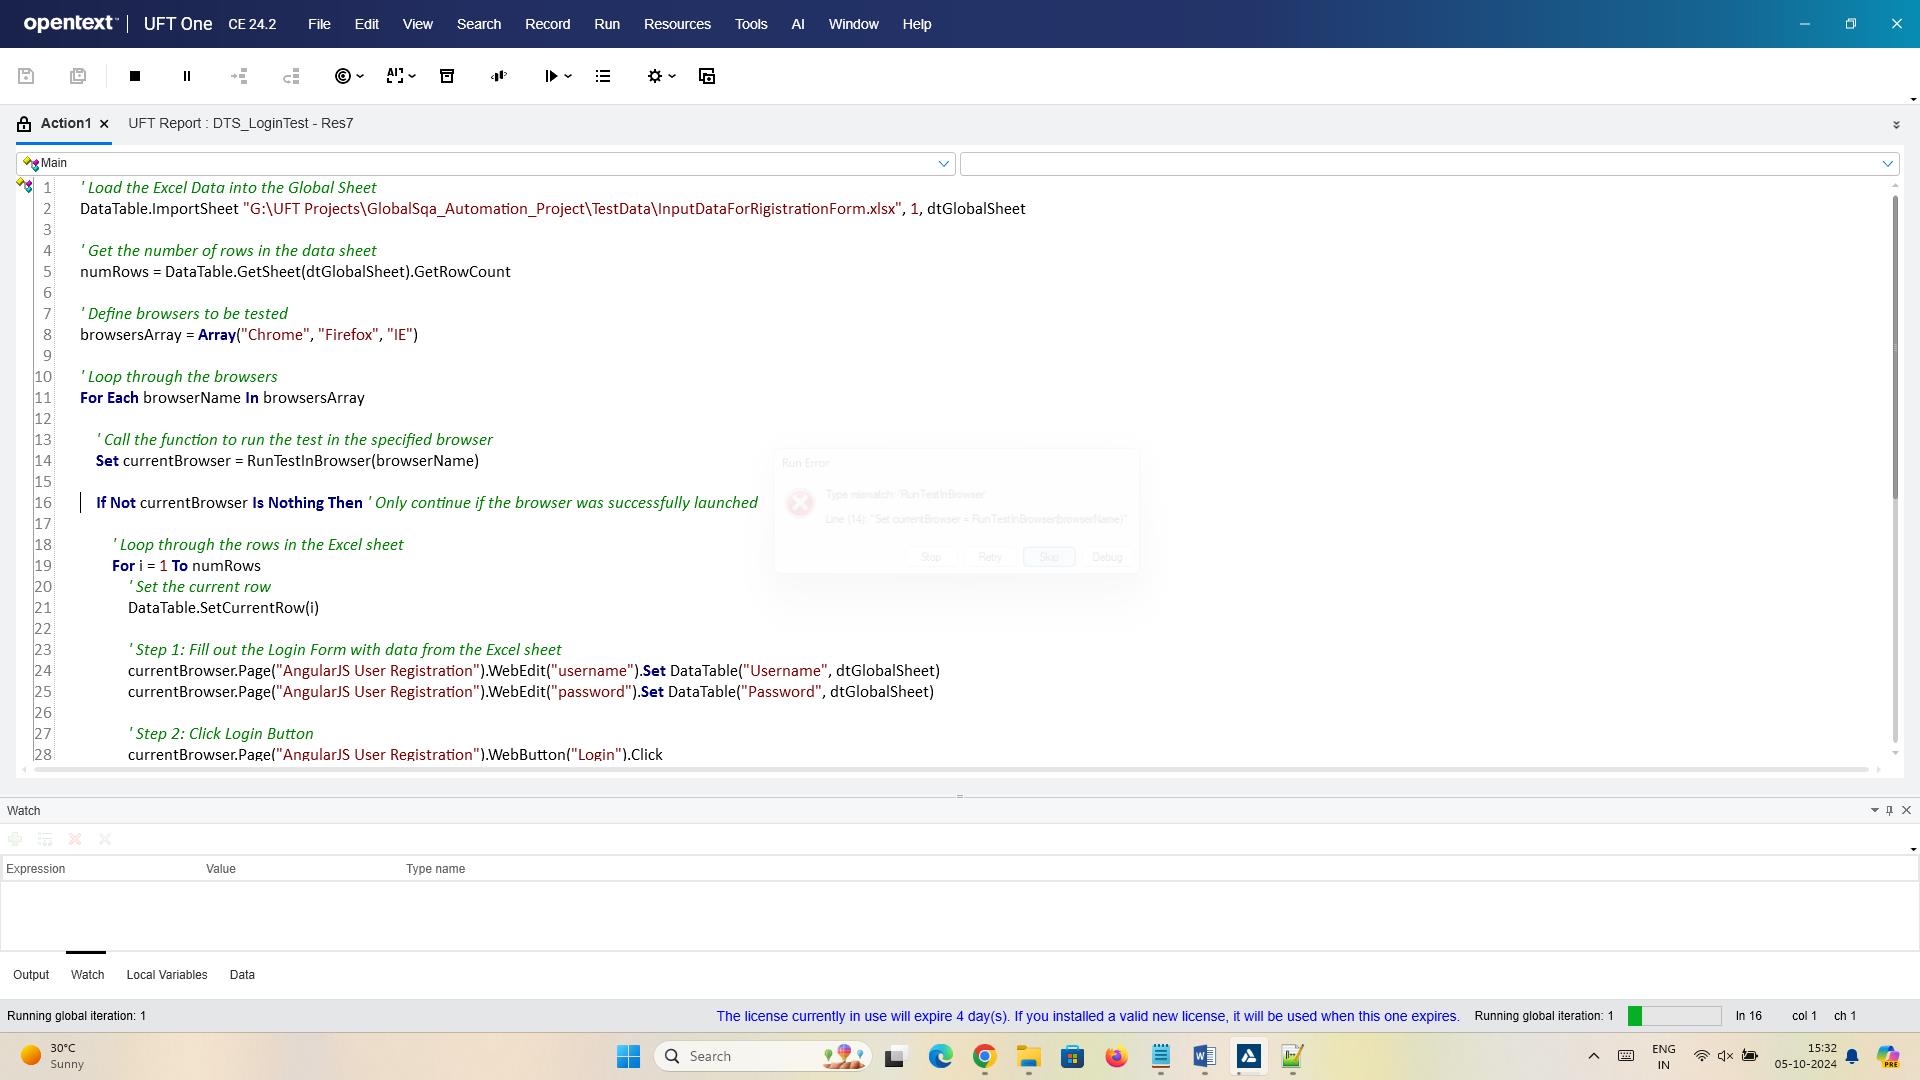 opentext™ | UFT One CE 24.2 File Edit View Search Record Run Resources Tools AI Window Help
Action1 UFT Report : DTS_LoginTest - Res7
Main
1 ' Load the Excel Data into the Global Sheet
2 DataTable.ImportSheet "G:\UFT Projects\GlobalSqa_Automation_Project\TestData\InputDataForRigistrationForm.xlsx", 1, dtGlobalSheet
3
4 ' Get the number of rows in the data sheet
5 numRows = DataTable.GetSheet(dtGlobalSheet).GetRowCount
6
7 ' Define browsers to be tested
8 browsersArray = Array("Chrome", "Firefox", "IE")
9
10 ' Loop through the browsers
11 For Each browserName In browsersArray
12
13 ' Call the function to run the test in the specified browser
14 Set currentBrowser = RunTestInBrowser(browserName)
15
16 If Not currentBrowser Is Nothing Then ' Only continue if the browser was successfully launched
17
18 ' Loop through the rows in the Excel sheet
19 For i = 1 To numRows
20 ' Set the current row
21 DataTable.SetCurrentRow(i)
22
23 ' Step 1: Fill out the Login Form with data from the Excel sheet
24 currentBrowser.Page("AngularJS User Registration").WebEdit("username").Set DataTable("Username", dtGlobalSheet)
25 currentBrowser.Page("AngularJS User Registration").WebEdit("password").Set DataTable("Password", dtGlobalSheet)
26
27 ' Step 2: Click Login Button
28 currentBrowser.Page("AngularJS User Registration").WebButton("Login").Click
Run Error
Type mismatch: 'RunTestInBrowser'
Line (14): "Set currentBrowser = RunTestInBrowser(browserName)"
Stop Retry Skip Debug
Watch
Expression Value Type name
Output Watch Local Variables Data
Running global iteration: 1 The license currently in use will expire 4 day(s). If you installed a valid new license, it will be used when this one expires. Running global iteration: 1 ln 16 col 1 ch 1
30°C
Sunny
Search
ENG
IN
15:32
05-10-2024
PRE